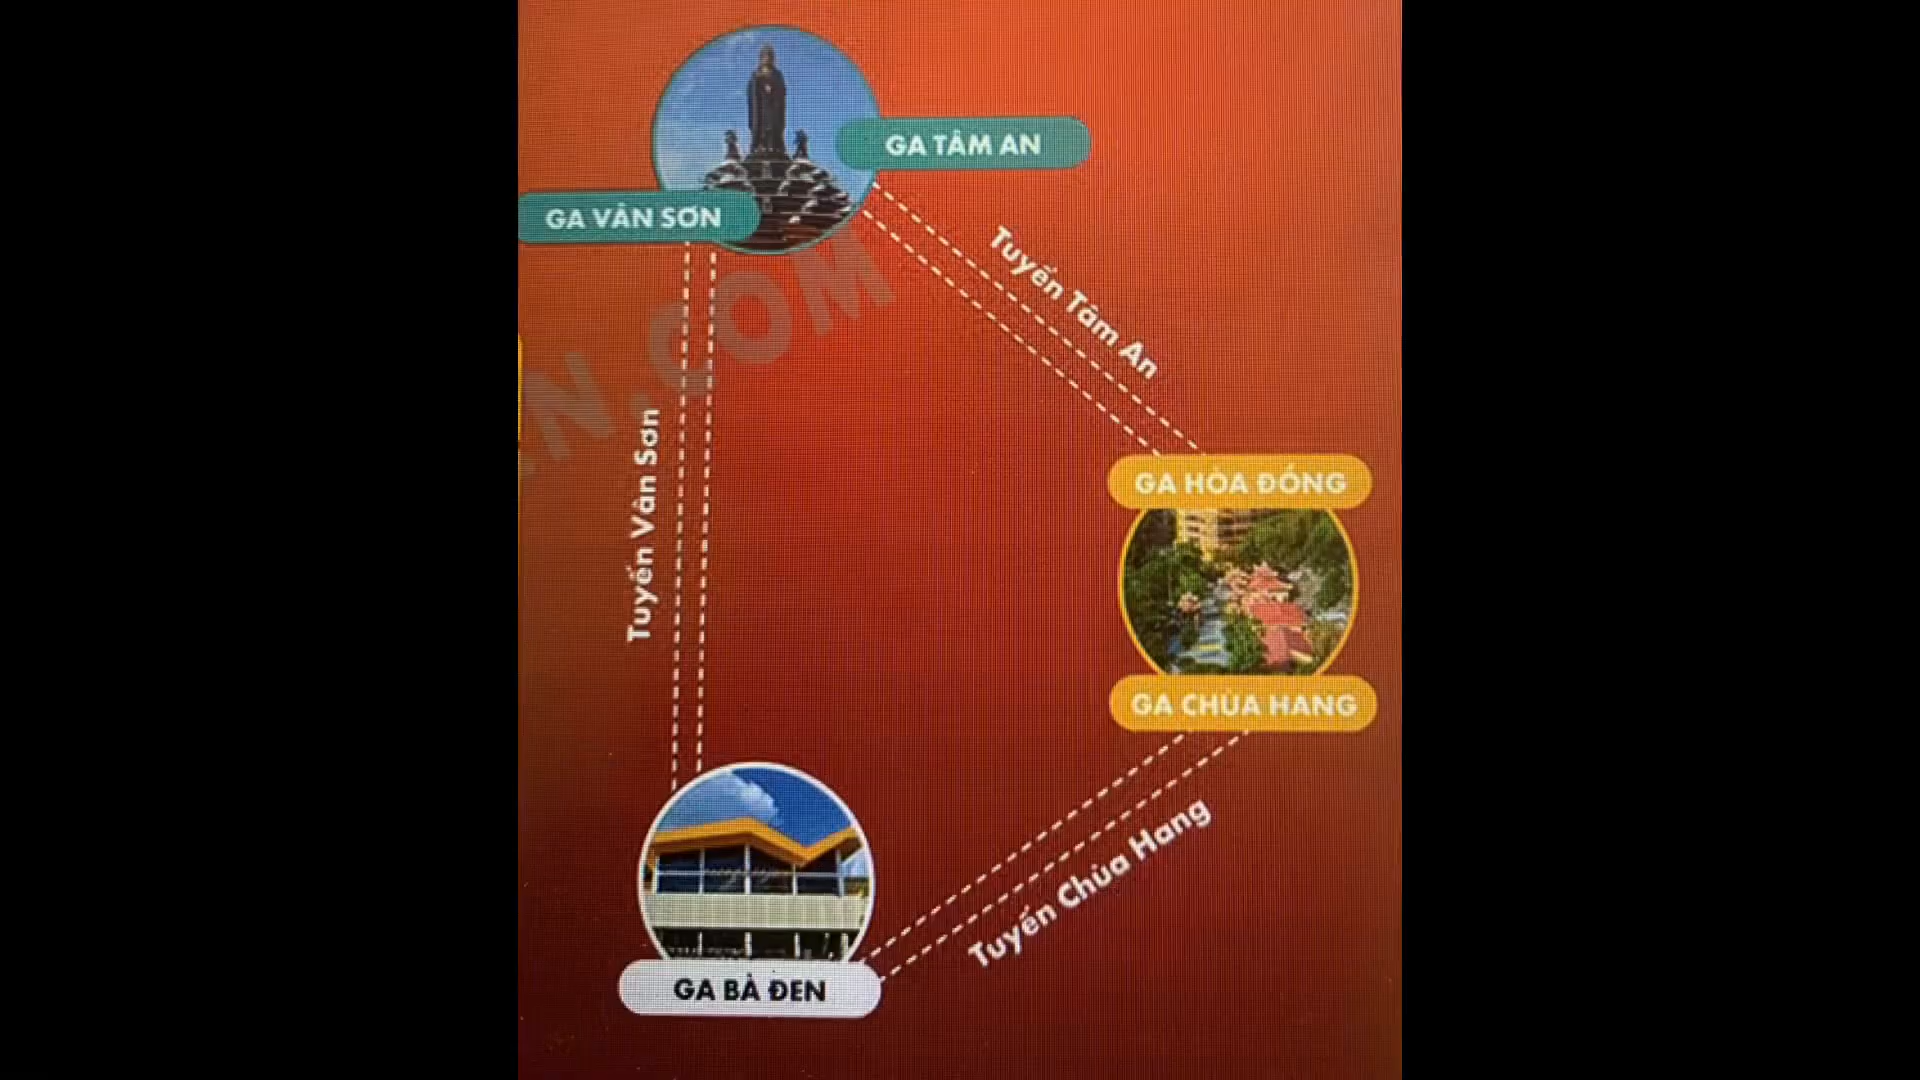 GA TÂM AN
GA VÂN SƠN
Tuyến Tâm An
N.COM
Tuyến Vân Sơn
GA HÒA ĐỒNG
GA CHÙA HANG
Tuyến Chùa Hang
GA BÀ ĐEN